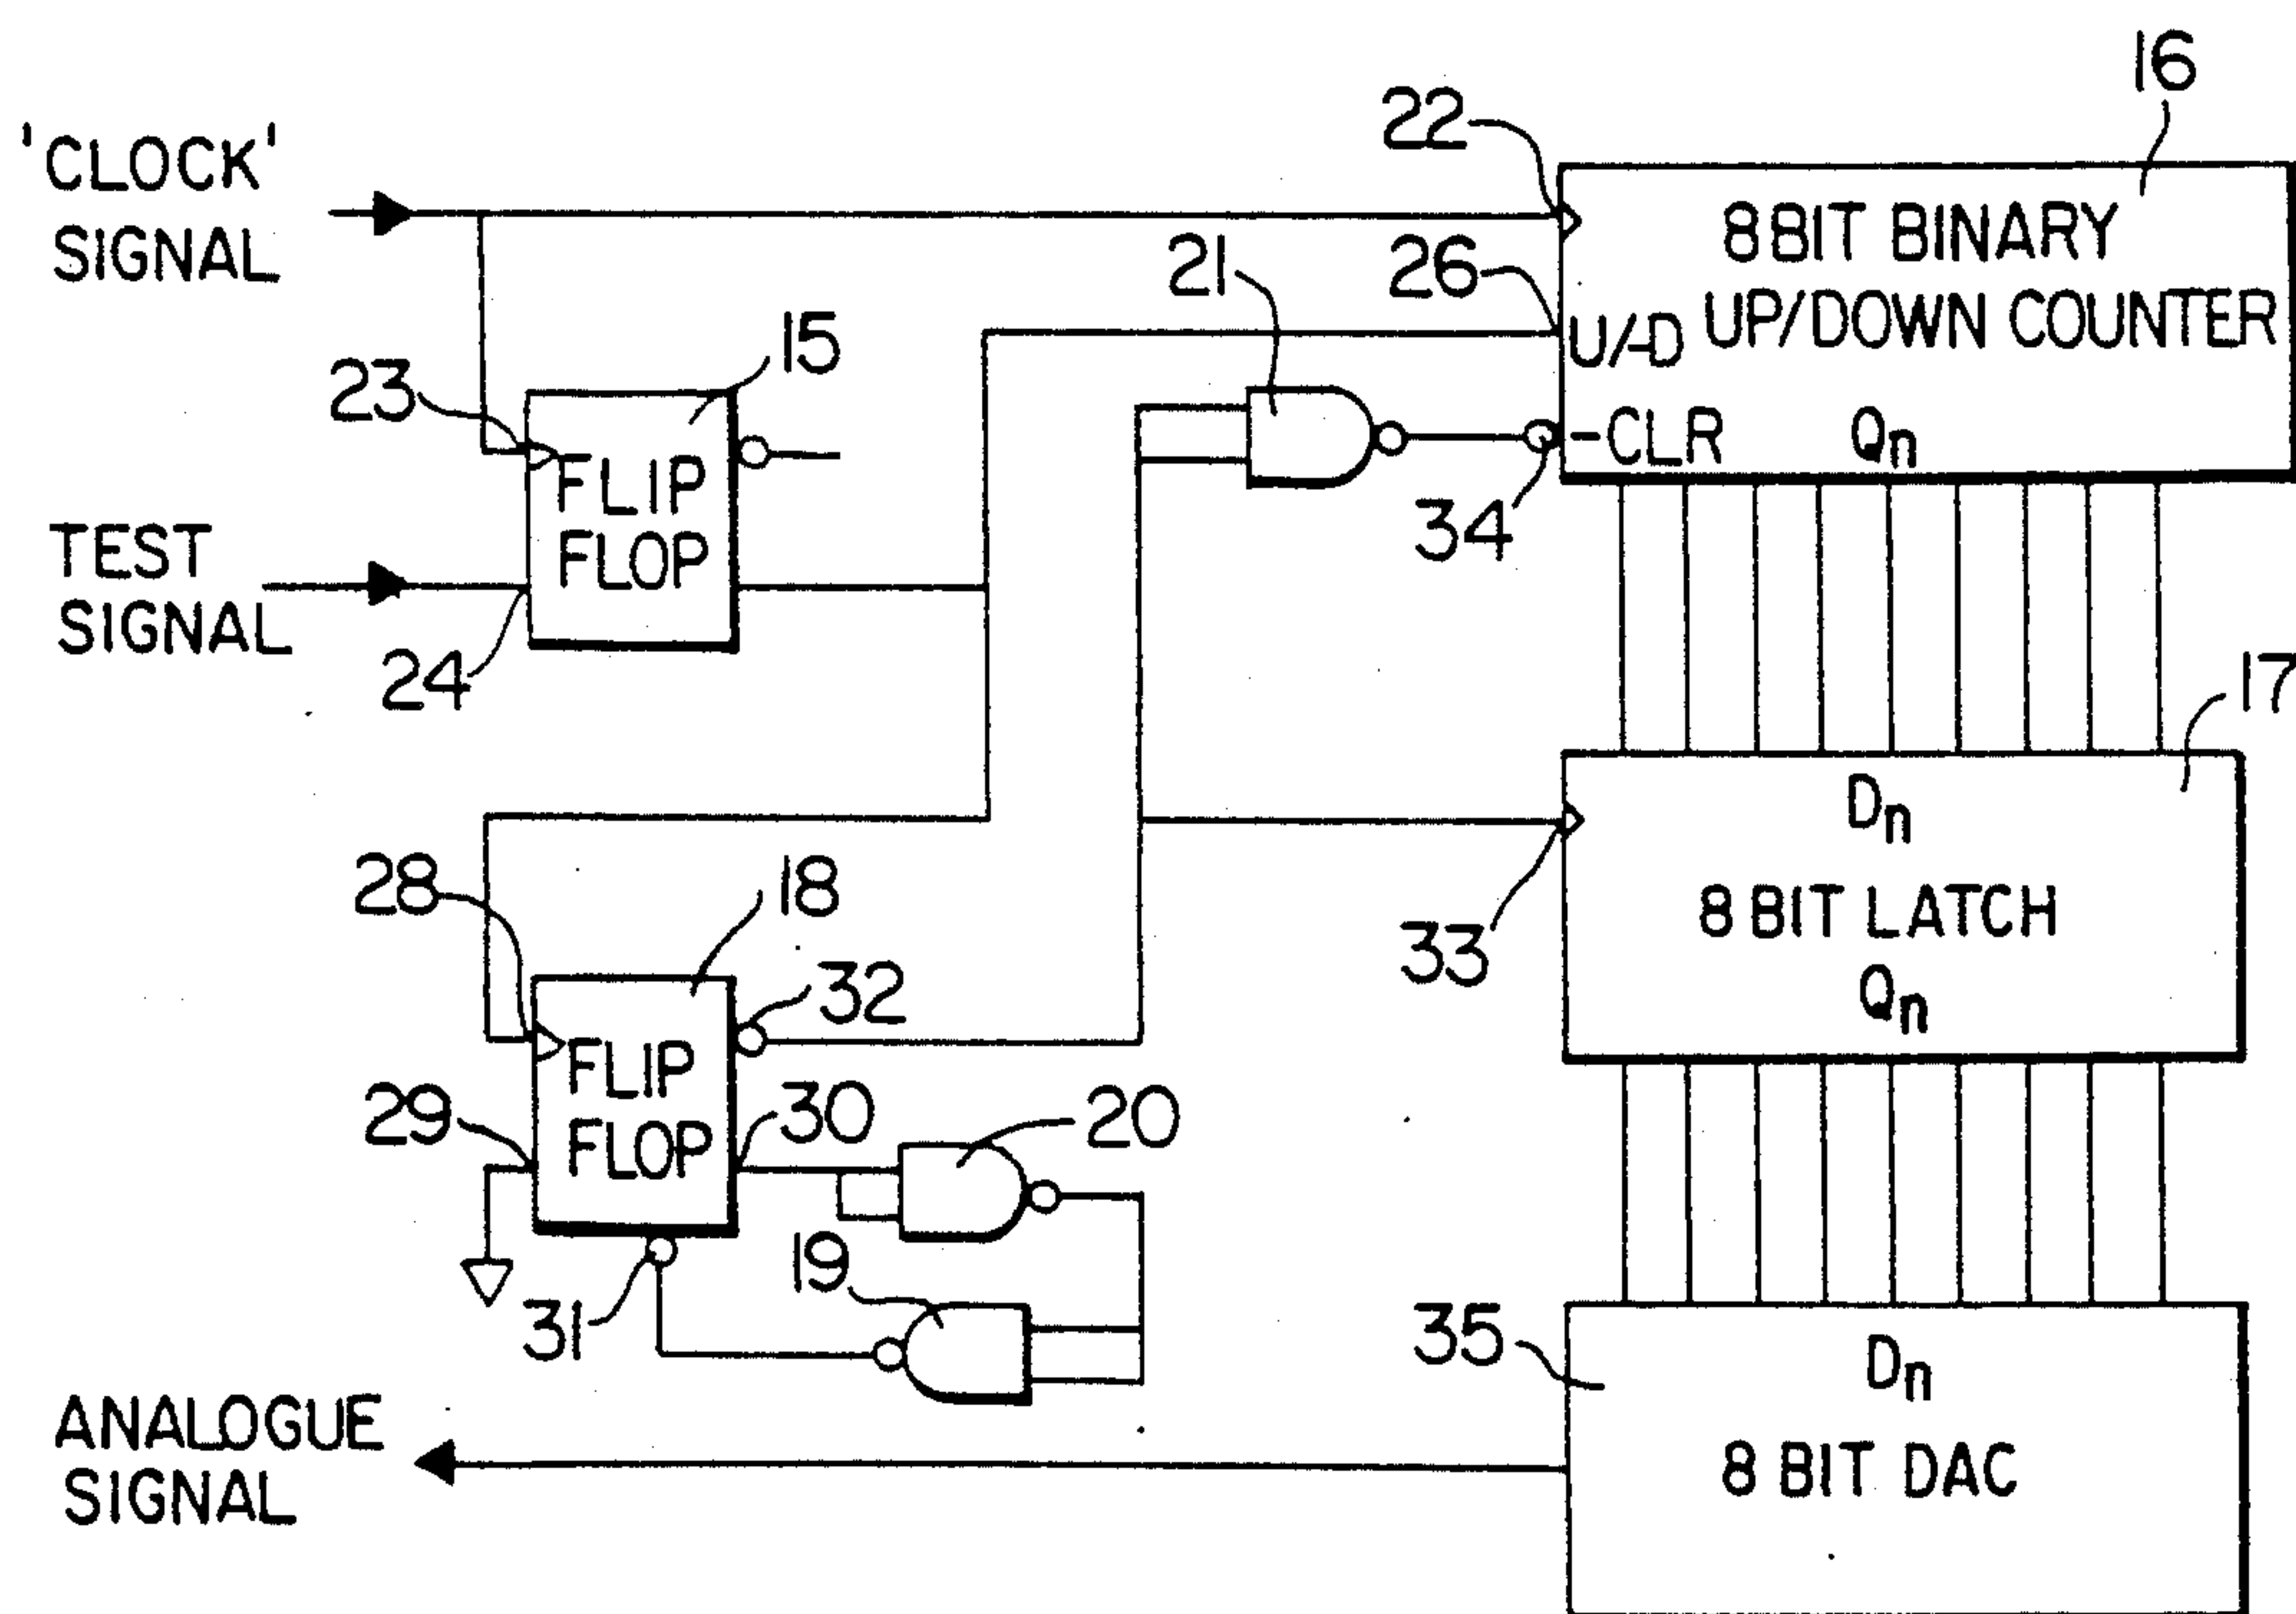 16
22
'CLOCK'
SIGNAL
8 BIT BINARY
UP/DOWN COUNTER
21
26
U/-D
15
23
FLIP
FLOP
-CLR
Qn
34
TEST
SIGNAL
24
17
Dn
8 BIT LATCH
Qn
28
18
33
32
FLIP
FLOP
29
30
20
19
31
35
Dn
8 BIT DAC
ANALOGUE
SIGNAL